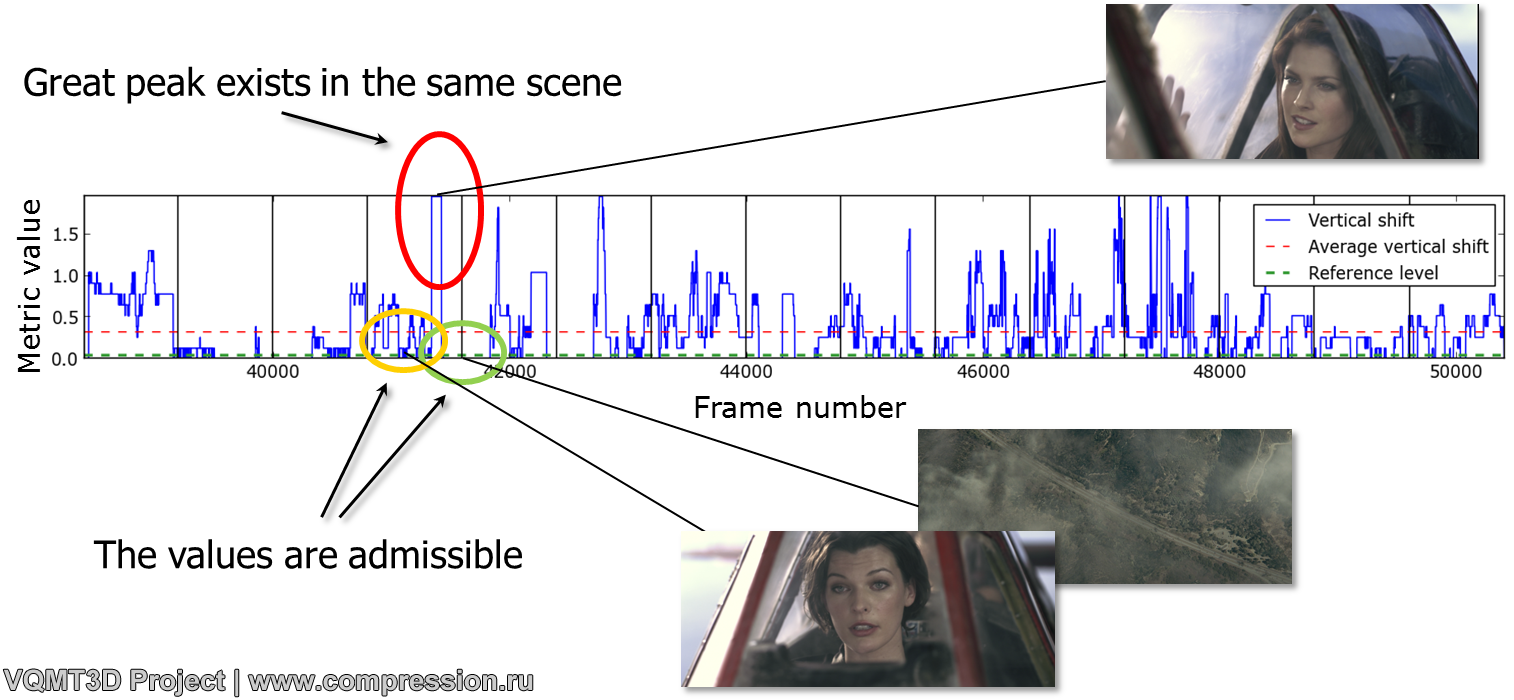 Great peak exists in the same scene
Metric value
1.5
1.0
0.5
0.0
Vertical shift
Average vertical shift
Reference level
40000
42000
44000
46000
48000
50000
Frame number
The values are admissible
VQMT3D Project | www.compression.ru